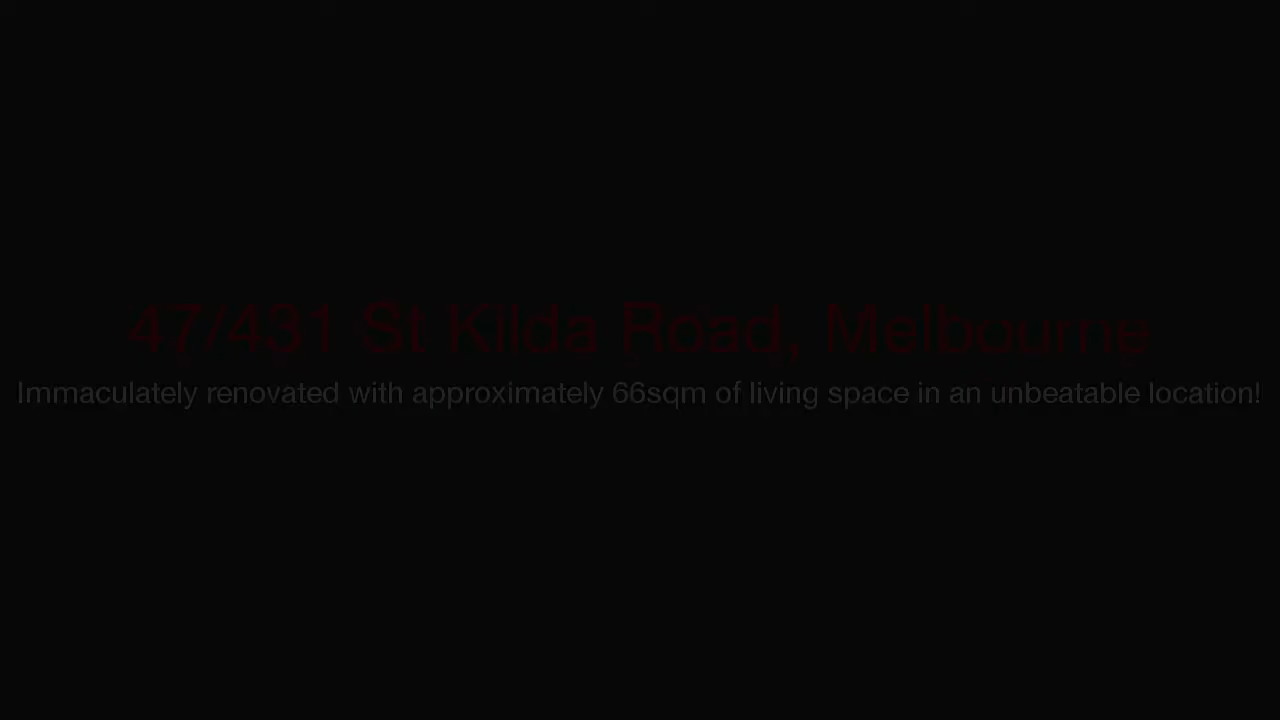 47/431 St Kilda Road, Melbourne
Immaculately renovated with approximately 66sqm of living space in an unbeatable location!